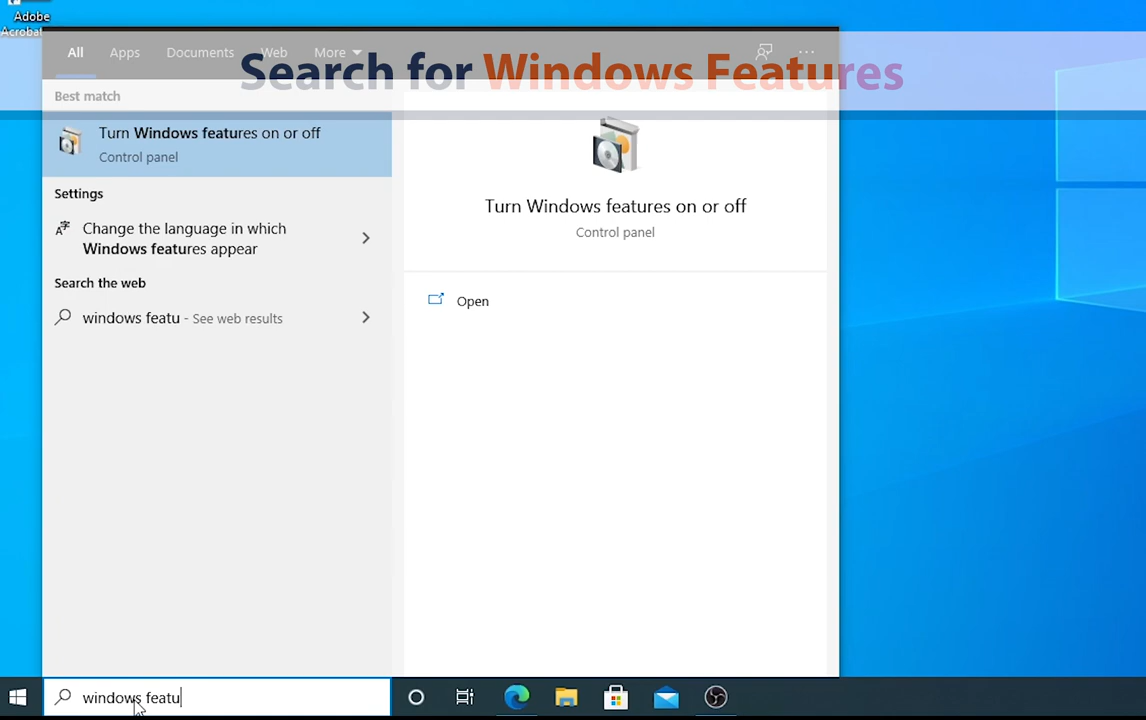 Adobe
Acrobat
All Apps Documents Web More
Search for Windows Features
Best match
Turn Windows features on or off
Control panel
Settings
Change the language in which
Windows features appear
Search the web
windows featu - See web results
Turn Windows features on or off
Control panel
Open
windows featu